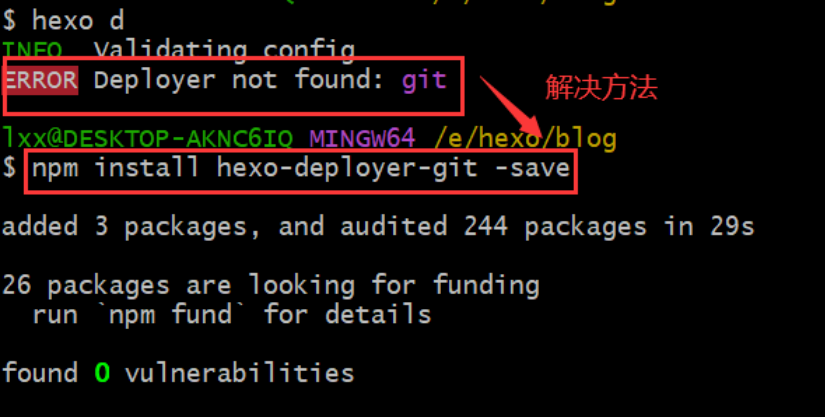 $ hexo d
INFO  Validating config
ERROR Deployer not found: git
解决方法
lxx@DESKTOP-AKNC6IQ MINGW64 /e/hexo/blog
$ npm install hexo-deployer-git -save
added 3 packages, and audited 244 packages in 29s
26 packages are looking for funding
  run `npm fund` for details
found 0 vulnerabilities